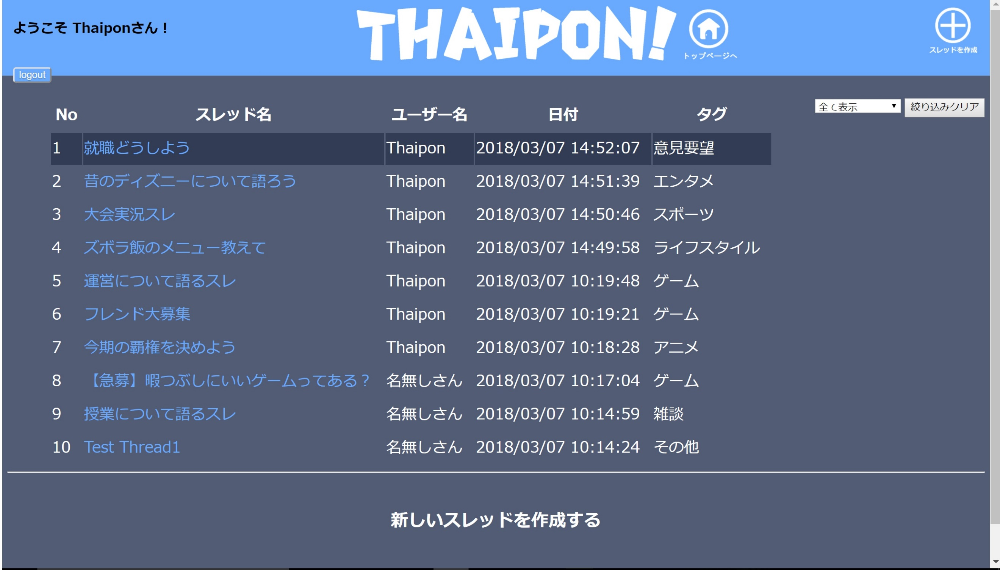 ようこそ Thaiponさん！
THAIPON!
トップページへ
スレッドを作成
logout
全て表示 絞り込みクリア
No スレッド名 ユーザー名 日付 タグ
1 就職どうしよう Thaipon 2018/03/07 14:52:07 意見要望
2 昔のディズニーについて語ろう Thaipon 2018/03/07 14:51:39 エンタメ
3 大会実況スレ Thaipon 2018/03/07 14:50:46 スポーツ
4 ズボラ飯のメニュー教えて Thaipon 2018/03/07 14:49:58 ライフスタイル
5 運営について語るスレ Thaipon 2018/03/07 10:19:48 ゲーム
6 フレンド大募集 Thaipon 2018/03/07 10:19:21 ゲーム
7 今期の覇権を決めよう Thaipon 2018/03/07 10:18:28 アニメ
8 【急募】暇つぶしにいいゲームってある？ 名無しさん 2018/03/07 10:17:04 ゲーム
9 授業について語るスレ 名無しさん 2018/03/07 10:14:59 雑談
10 Test Thread1 名無しさん 2018/03/07 10:14:24 その他
新しいスレッドを作成する